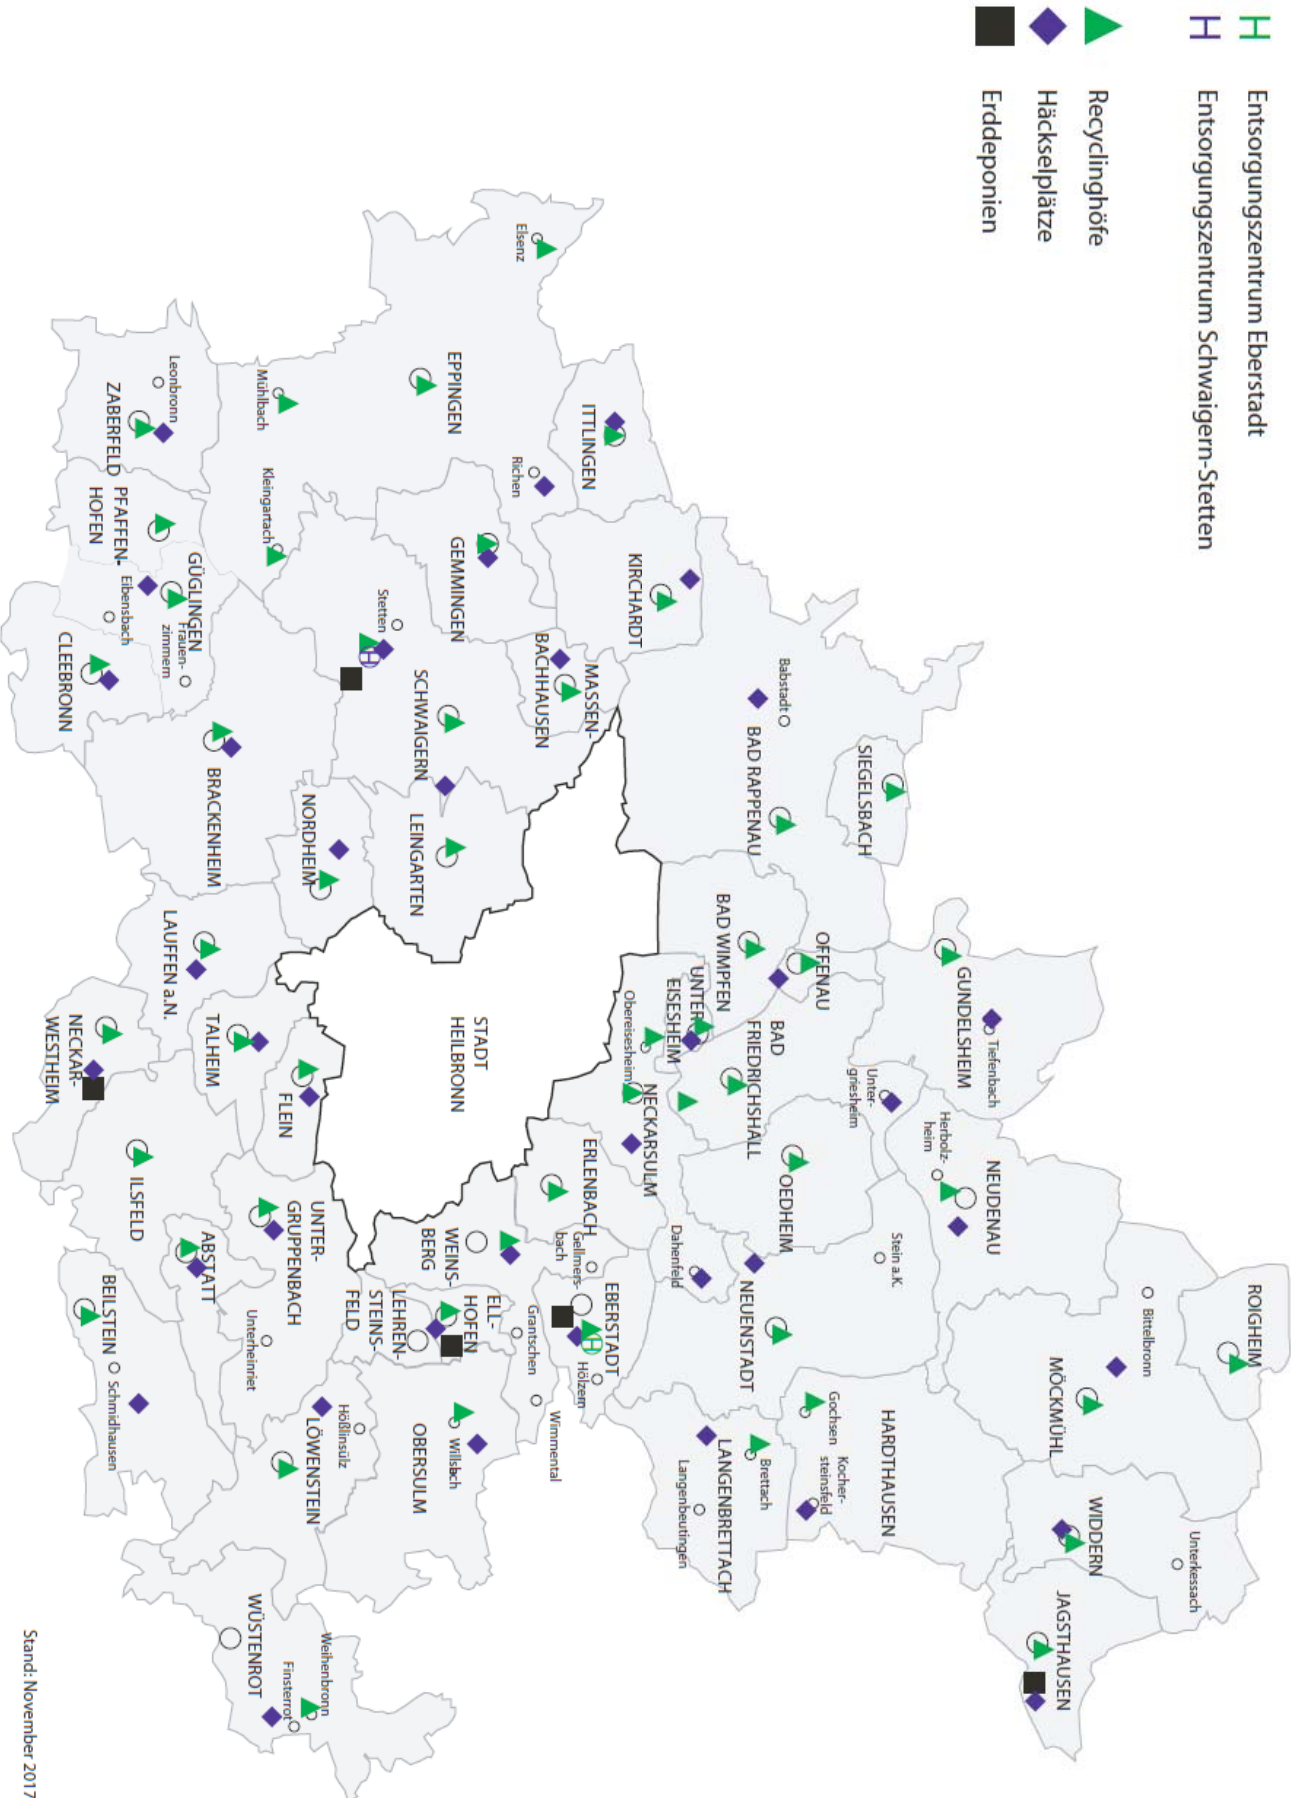 Entsorgungszentrum Eberstadt
Entsorgungszentrum Schwaigern-Stetten
Recyclinghöfe
Häckselplätze
Erddeponien
ROIGHEIM
Bittelbronn
MÖCKMÜHL
Unterkessach
WIDDERN
JAGSTHAUSEN
GUNDELSHEIM
Tiefenbach
NEUDENAU
Herbolz-
heim
Stein a.K.
Unter-
griesheim
SIEGELSBACH
Babstadt
BAD RAPPENAU
OFFENAU
BAD WIMPFEN
BAD
FRIEDRICHSHALL
OEDHEIM
HARDTHAUSEN
Gochsen
Kocher-
steinsfeld
NEUENSTADT
Brettach
LANGENBRETTACH
Langenbeutingen
UNTER-
EISESHEIM
Obereisesheim
NECKARSULM
Dahenfeld
KIRCHARDT
ITTLINGEN
Richen
Elsenz
EPPINGEN
MASSEN-
BACHHAUSEN
GEMMINGEN
Stetten
SCHWAIGERN
LEINGARTEN
STADT
HEILBRONN
ERLENBACH
Gellmers-
bach
EBERSTADT
Hölzern
Wimmental
Grantschen
WEINS-
BERG
ELL-
HOFEN
LEHREN-
STEINS-
FELD
Willsbach
OBERSULM
Mühlbach
Kleingartach
NORDHEIM
FLEIN
UNTER-
GRUPPENBACH
Unterheinriet
Hößlinsülz
LÖWENSTEIN
Weihenbronn
Finsterrot
WÜSTENROT
Leonbronn
ZABERFELD
PFAFFEN-
HOFEN
GÜGLINGEN
Frauen-
zimmern
Eibensbach
CLEEBRONN
BRACKENHEIM
LAUFFEN a.N.
TALHEIM
NECKAR-
WESTHEIM
ILSFELD
ABSTATT
BEILSTEIN
Schmidhausen
Stand: November 2017
H
H
H
H